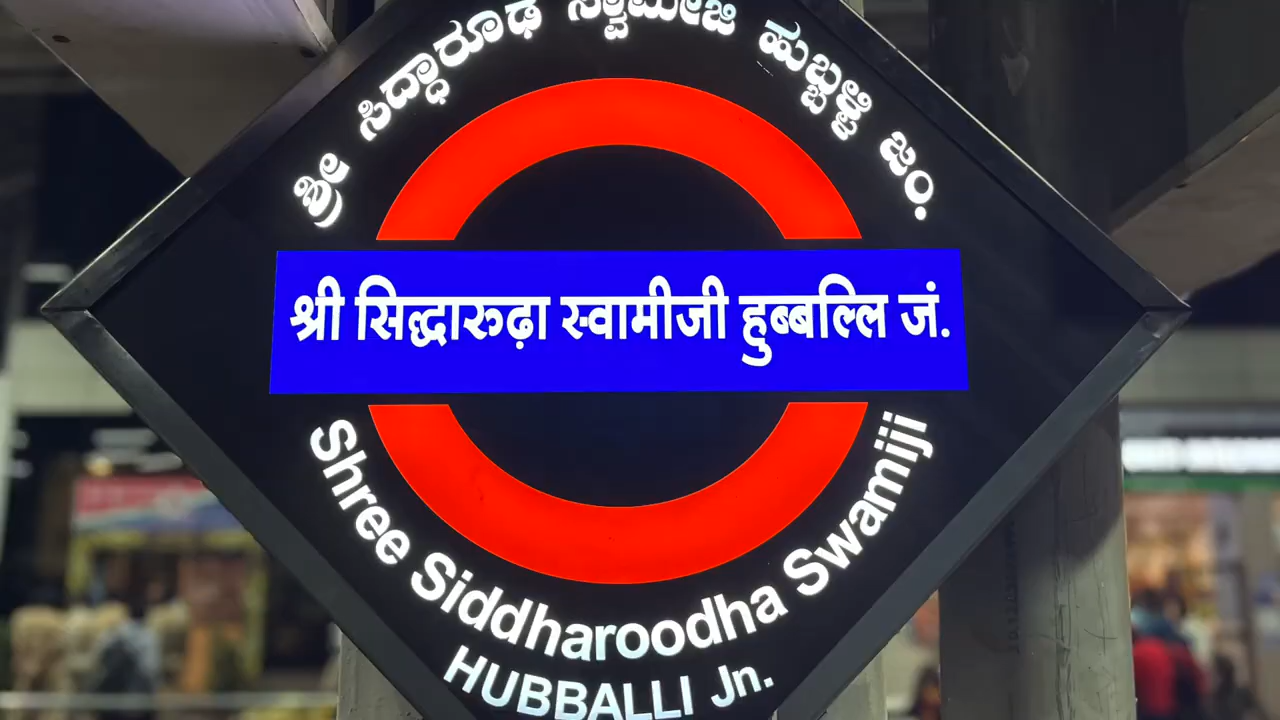 ಶ್ರೀ ಸಿದ್ಧಾರೂಢ ಸ್ವಾಮೀಜಿ ಹುಬ್ಬಳ್ಳಿ ಜಂ.
श्री सिद्धारुढ़ा स्वामीजी हुब्बल्लि जं.
Shree Siddharoodha Swamiji
HUBBALLI Jn.